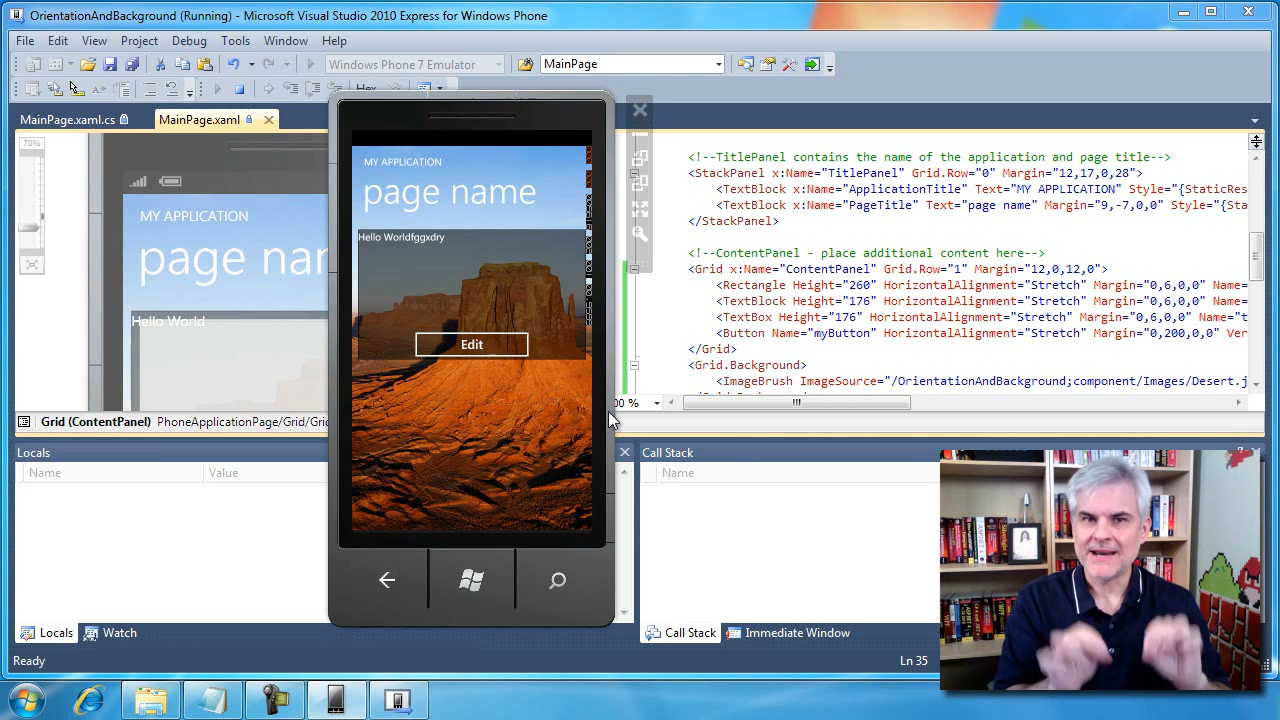 OrientationAndBackground (Running) - Microsoft Visual Studio 2010 Express for Windows Phone
File Edit View Project Debug Tools Window Help
Windows Phone 7 Emulator
MainPage
Hex
MainPage.xaml.cs
MainPage.xaml
70%
MY APPLICATION
page nam
Hello World
MY APPLICATION
page name
Hello Worldfggxdry
Edit
<!--TitlePanel contains the name of the application and page title-->
<StackPanel x:Name="TitlePanel" Grid.Row="0" Margin="12,17,0,28">
<TextBlock x:Name="ApplicationTitle" Text="MY APPLICATION" Style="{StaticRes
<TextBlock x:Name="PageTitle" Text="page name" Margin="9,-7,0,0" Style="{Sta
</StackPanel>
<!--ContentPanel - place additional content here-->
<Grid x:Name="ContentPanel" Grid.Row="1" Margin="12,0,12,0">
<Rectangle Height="260" HorizontalAlignment="Stretch" Margin="0,6,0,0" Name=
<TextBlock Height="176" HorizontalAlignment="Stretch" Margin="0,6,0,0" Name=
<TextBox Height="176" HorizontalAlignment="Stretch" Margin="0,6,0,0" Name="t
<Button Name="myButton" HorizontalAlignment="Stretch" Margin="0,200,0,0" Ver
</Grid>
<Grid.Background>
<ImageBrush ImageSource="/OrientationAndBackground;component/Images/Desert.j
00 %
Grid (ContentPanel) PhoneApplicationPage/Grid/Gri
Locals
Name Value
Call Stack
Name
Locals Watch
Call Stack Immediate Window
Ready
Ln 35